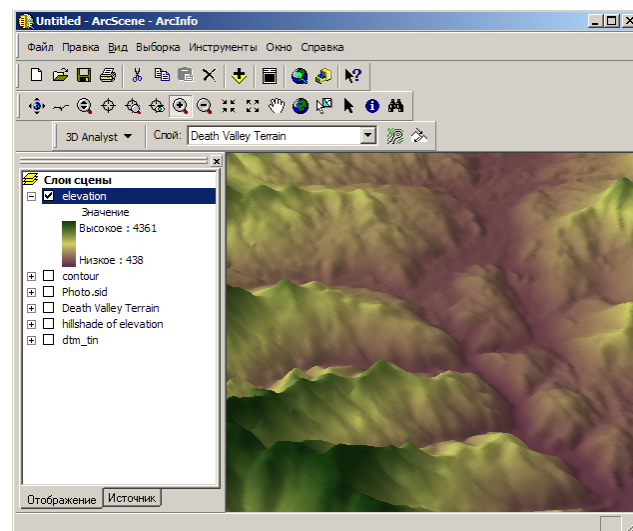 Untitled - ArcScene - ArcInfo
Файл Правка Вид Выборка Инструменты Окно Справка
3D Analyst Слой: Death Valley Terrain
Слои сцены
elevation
Значение
Высокое : 4361
Низкое : 438
contour
Photo.sid
Death Valley Terrain
hillshade of elevation
dtm_tin
Отображение Источник